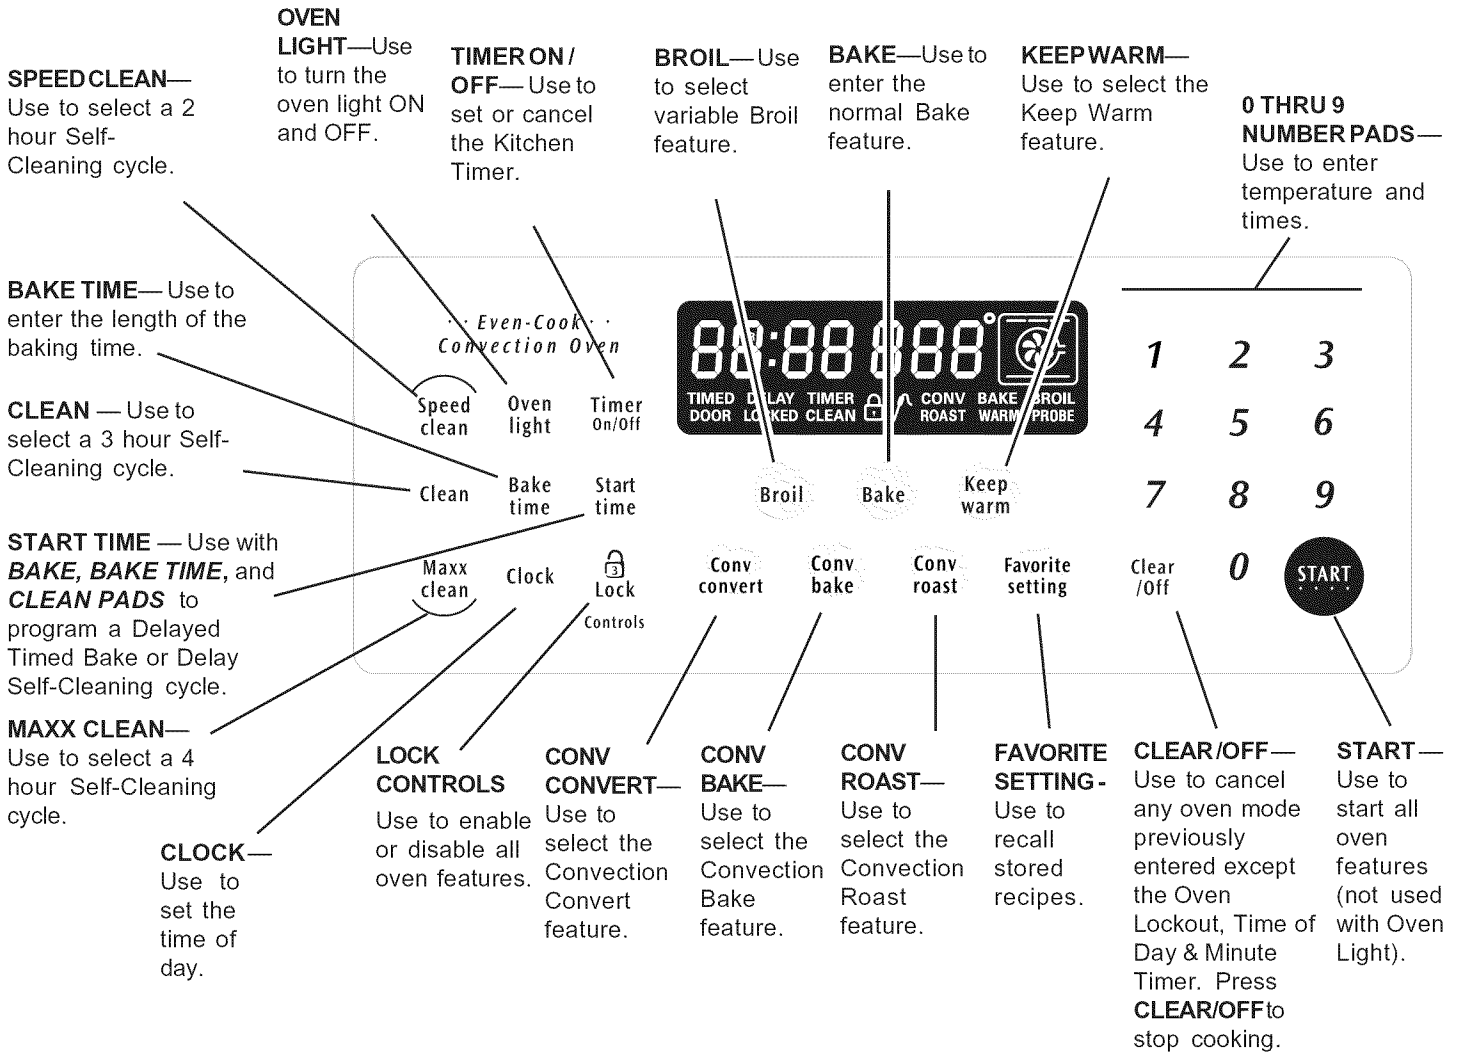 OVEN
LIGHT—Use
to turn the
oven light ON
and OFF.
TIMER ON /
OFF— Use to
set or cancel
the Kitchen
Timer.
BROIL— Use
to select
variable Broil
feature.
BAKE—Use to
enter the
normal Bake
feature.
KEEP WARM—
Use to select the
Keep Warm
feature.
0 THRU 9
NUMBER PADS—
Use to enter
temperature and
times.
SPEED CLEAN—
Use to select a 2
hour Self-
Cleaning cycle.
BAKE TIME— Use to
enter the length of the
baking time.
CLEAN — Use to
select a 3 hour Self-
Cleaning cycle.
START TIME — Use with
BAKE, BAKE TIME, and
CLEAN PADS to
program a Delayed
Timed Bake or Delay
Self-Cleaning cycle.
MAXX CLEAN—
Use to select a 4
hour Self-Cleaning
cycle.
·· Even-Cook ··
Convection Oven
Speed
clean
Oven
light
Timer
On/Off
Clean
Bake
time
Start
time
Maxx
clean
Clock
3
Lock
Controls
88:88 888°
TIMED DELAY TIMER CONV BAKE BROIL
DOOR LOCKED CLEAN ROAST WARM PROBE
Broil
Bake
Keep
warm
Conv
convert
Conv
bake
Conv
roast
Favorite
setting
Clear
/Off
1 2 3
4 5 6
7 8 9
0
START
CLOCK—
Use to
set the
time of
day.
LOCK
CONTROLS
Use to enable
or disable all
oven features.
CONV
CONVERT—
Use to
select the
Convection
Convert
feature.
CONV
BAKE—
Use to
select the
Convection
Bake
feature.
CONV
ROAST—
Use to
select the
Convection
Roast
feature.
FAVORITE
SETTING-
Use to
recall
stored
recipes.
CLEAR/OFF—
Use to cancel
any oven mode
previously
entered except
the Oven
Lockout, Time of
Day & Minute
Timer. Press
CLEAR/OFF to
stop cooking.
START—
Use to
start all
oven
features
(not used
with Oven
Light).